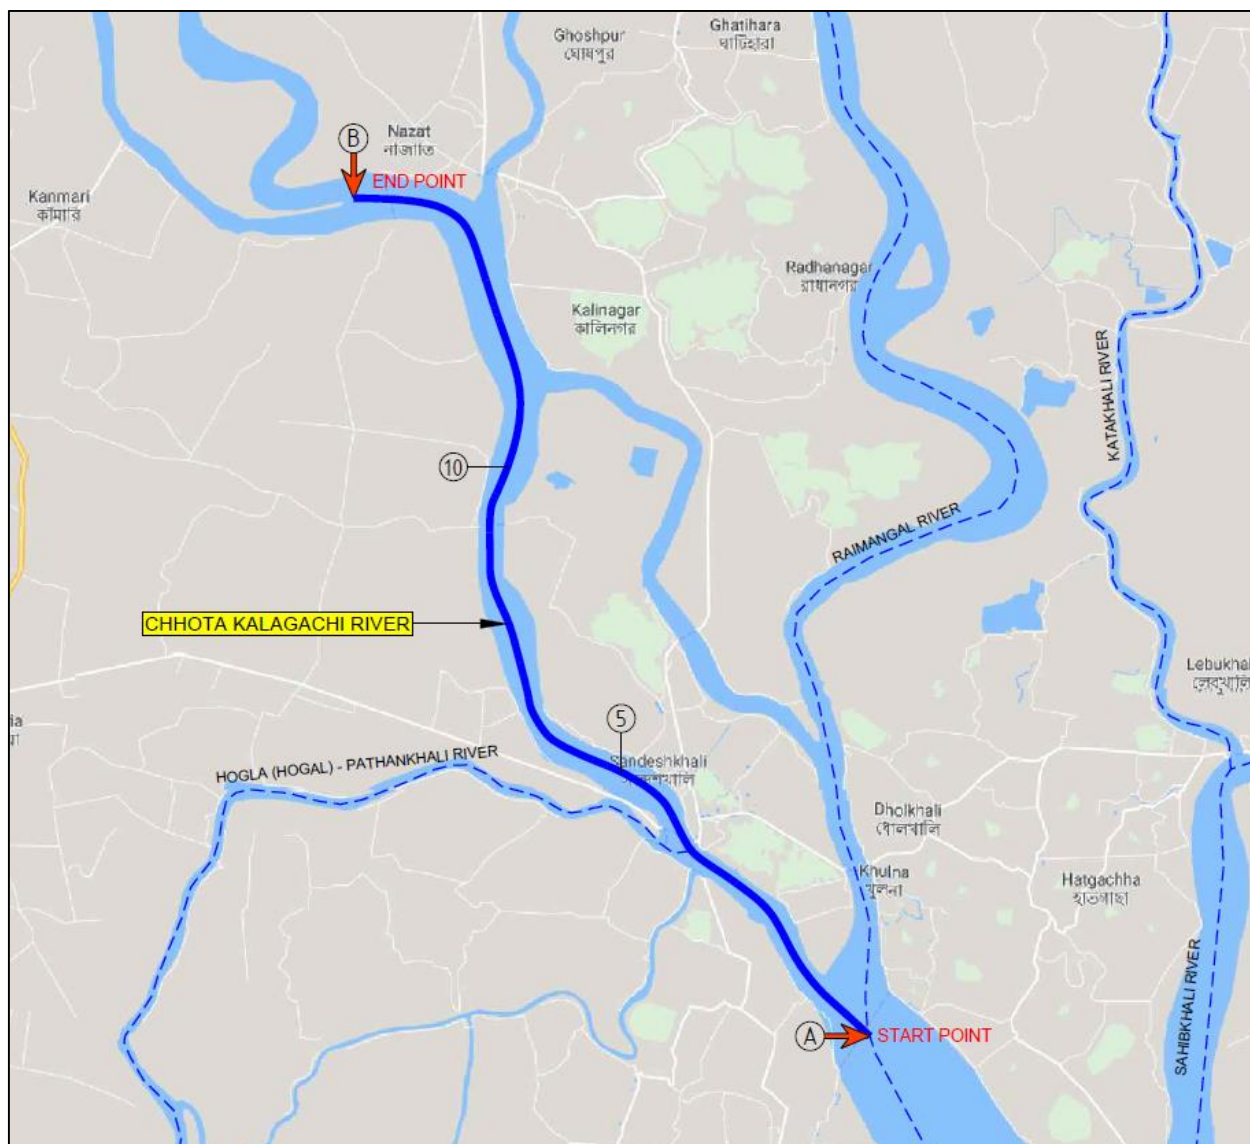 Ghatihara
ঘাটিহারা
Ghoshpur
ঘোষপুর
B
Nazat
নাজাত
END POINT
Kanmari
কাঁমারি
Radhanagar
রাধানগর
Kalinagar
কালিনগর
KATAKHALI RIVER
10
RAIMANGAL RIVER
CHHOTA KALAGACHI RIVER
Lebukhali
লেবুখালি
5
HOGLA (HOGAL) - PATHANKHALI RIVER
Sandeshkhali
Dholkhali
ধোলখালি
Khulna
খুলনা
Hatgachha
হাতগাছা
SAHIBKHALI RIVER
A
START POINT